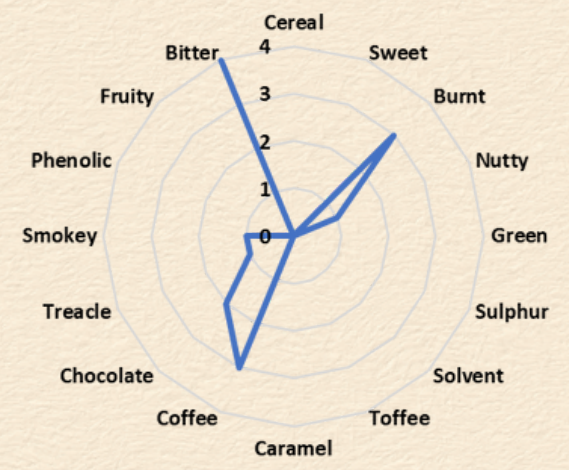 Cereal
4
Bitter
Sweet
Fruity
3
Burnt
2
Phenolic
Nutty
1
Smokey
0
Green
Treacle
Sulphur
Chocolate
Solvent
Coffee
Toffee
Caramel